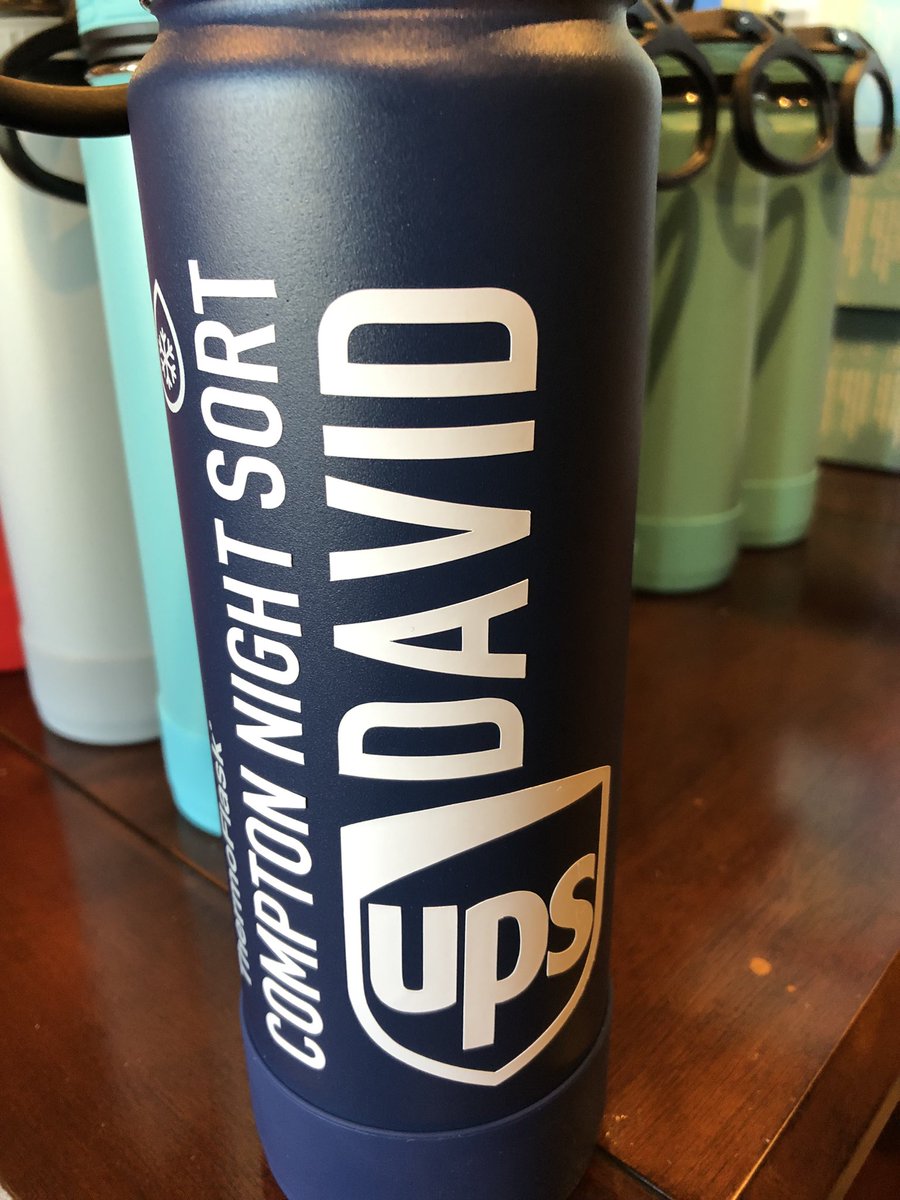 ThermoFlask
COMPTON NIGHT SORT
DAVID
ups